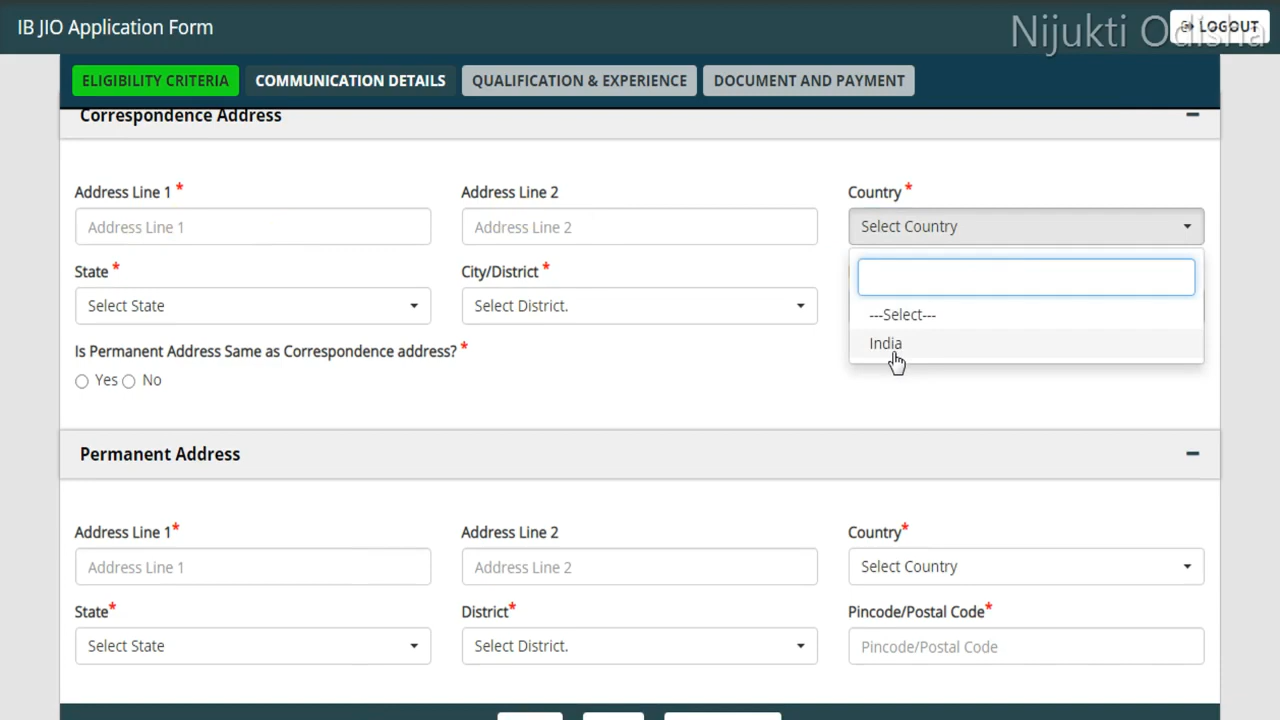 IB JIO Application Form
Nijukti Odisha
LOGOUT
ELIGIBILITY CRITERIA
COMMUNICATION DETAILS
QUALIFICATION & EXPERIENCE
DOCUMENT AND PAYMENT
Correspondence Address
Address Line 1 * Address Line 2 Country *
Address Line 1 Address Line 2 Select Country
State * City/District *
Select State Select District.
---Select---
India
Is Permanent Address Same as Correspondence address? *
Yes No
Permanent Address
Address Line 1* Address Line 2 Country*
Address Line 1 Address Line 2 Select Country
State* District* Pincode/Postal Code*
Select State Select District. Pincode/Postal Code